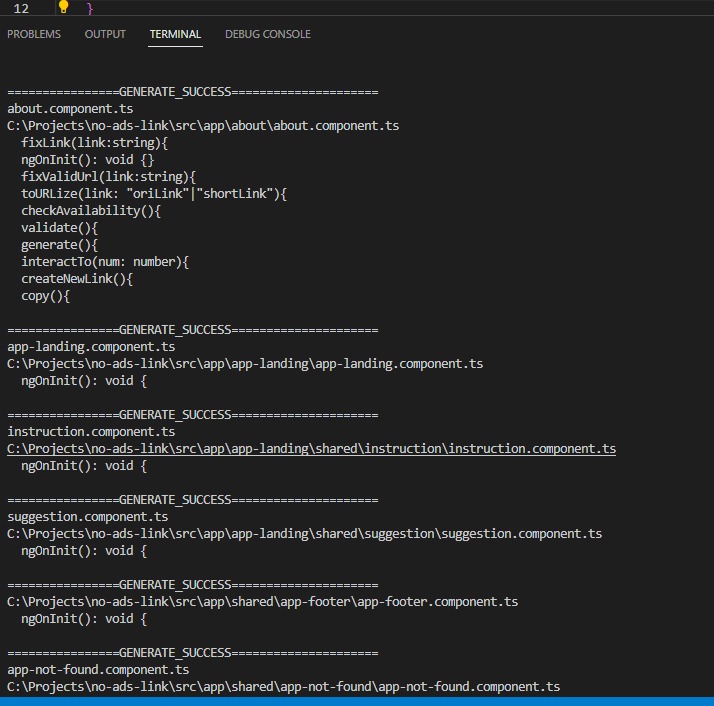 12 }
PROBLEMS OUTPUT TERMINAL DEBUG CONSOLE
================GENERATE_SUCCESS=====================
about.component.ts
C:\Projects\no-ads-link\src\app\about\about.component.ts
  fixLink(link:string){
  ngOnInit(): void {}
  fixValidUrl(link:string){
  toURLize(link: "oriLink"|"shortLink"){
  checkAvailability(){
  validate(){
  generate(){
  interactTo(num: number){
  createNewLink(){
  copy(){
================GENERATE_SUCCESS=====================
app-landing.component.ts
C:\Projects\no-ads-link\src\app\app-landing\app-landing.component.ts
  ngOnInit(): void {
================GENERATE_SUCCESS=====================
instruction.component.ts
C:\Projects\no-ads-link\src\app\app-landing\shared\instruction\instruction.component.ts
  ngOnInit(): void {
================GENERATE_SUCCESS=====================
suggestion.component.ts
C:\Projects\no-ads-link\src\app\app-landing\shared\suggestion\suggestion.component.ts
  ngOnInit(): void {
================GENERATE_SUCCESS=====================
C:\Projects\no-ads-link\src\app\shared\app-footer\app-footer.component.ts
  ngOnInit(): void {
================GENERATE_SUCCESS=====================
app-not-found.component.ts
C:\Projects\no-ads-link\src\app\shared\app-not-found\app-not-found.component.ts